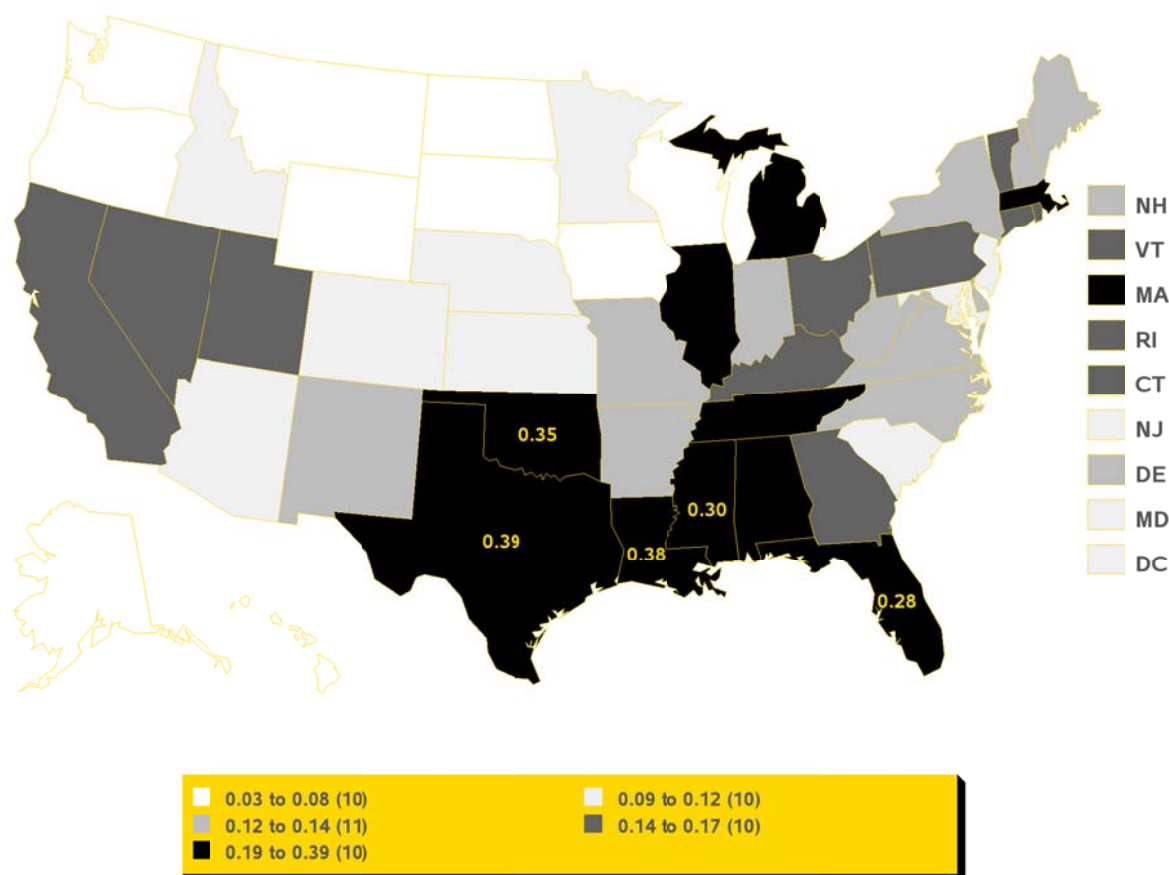 NH
VT
MA
RI
CT
NJ
DE
MD
DC
0.35
0.30
0.39
0.38
0.28
0.03 to 0.08 (10) 0.09 to 0.12 (10)
0.12 to 0.14 (11) 0.14 to 0.17 (10)
0.19 to 0.39 (10)